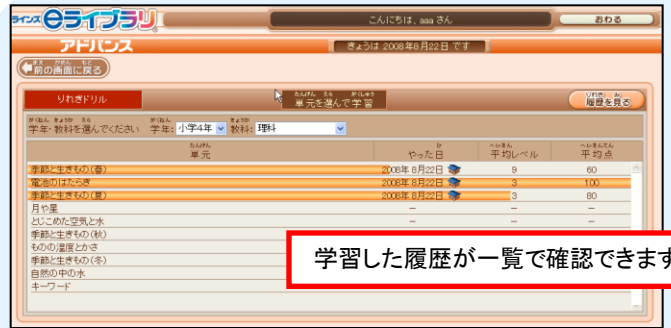 ラインズ eライブラリ
こんにちは、aaa さん
おわる
アドバンス
きょうは 2008年8月22日 です
前の画面に戻る
りれきドリル
単元を選んで学習
履歴を見る
学年・教科を選んでください 学年: 小学4年 教科: 理科
単元 やった日 平均レベル 平均点
季節と生きもの(春) 2008年 8月22日 9 60
電池のはたらき 2008年 8月22日 3 100
季節と生きもの(夏) 2008年 8月22日 3 80
月や星 － － －
とじこめた空気と水 － － －
季節と生きもの(秋)
ものの温度とかさ
季節と生きもの(冬)
自然の中の水
キーワード
学習した履歴が一覧で確認できます